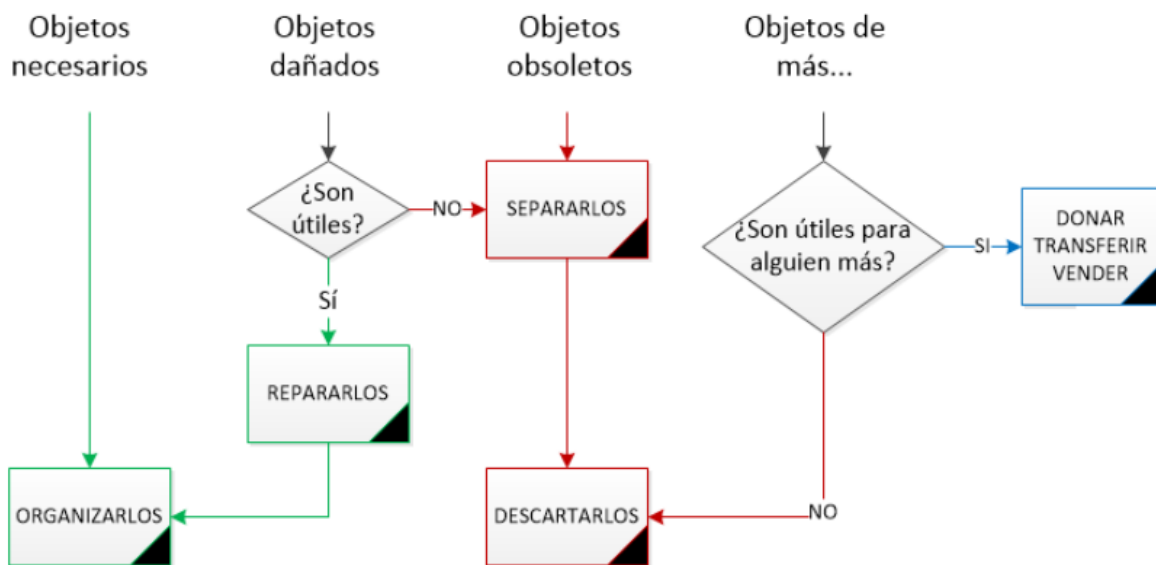 Objetos
necesarios
Objetos
dañados
Objetos
obsoletos
Objetos de
más...
¿Son
útiles?
NO
SEPARARLOS
¿Son útiles para
alguien más?
SI
DONAR
TRANSFERIR
VENDER
Sí
REPARARLOS
ORGANIZARLOS
DESCARTARLOS
NO